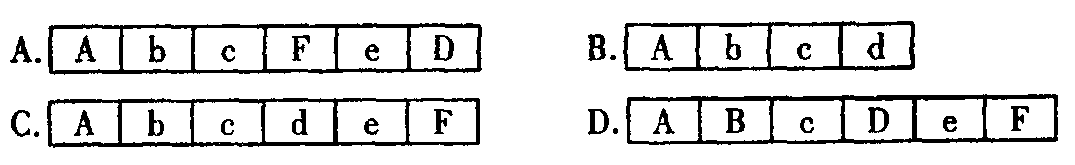 A. A b c F e D B. A b c d
C. A b c d e F D. A B c D e F